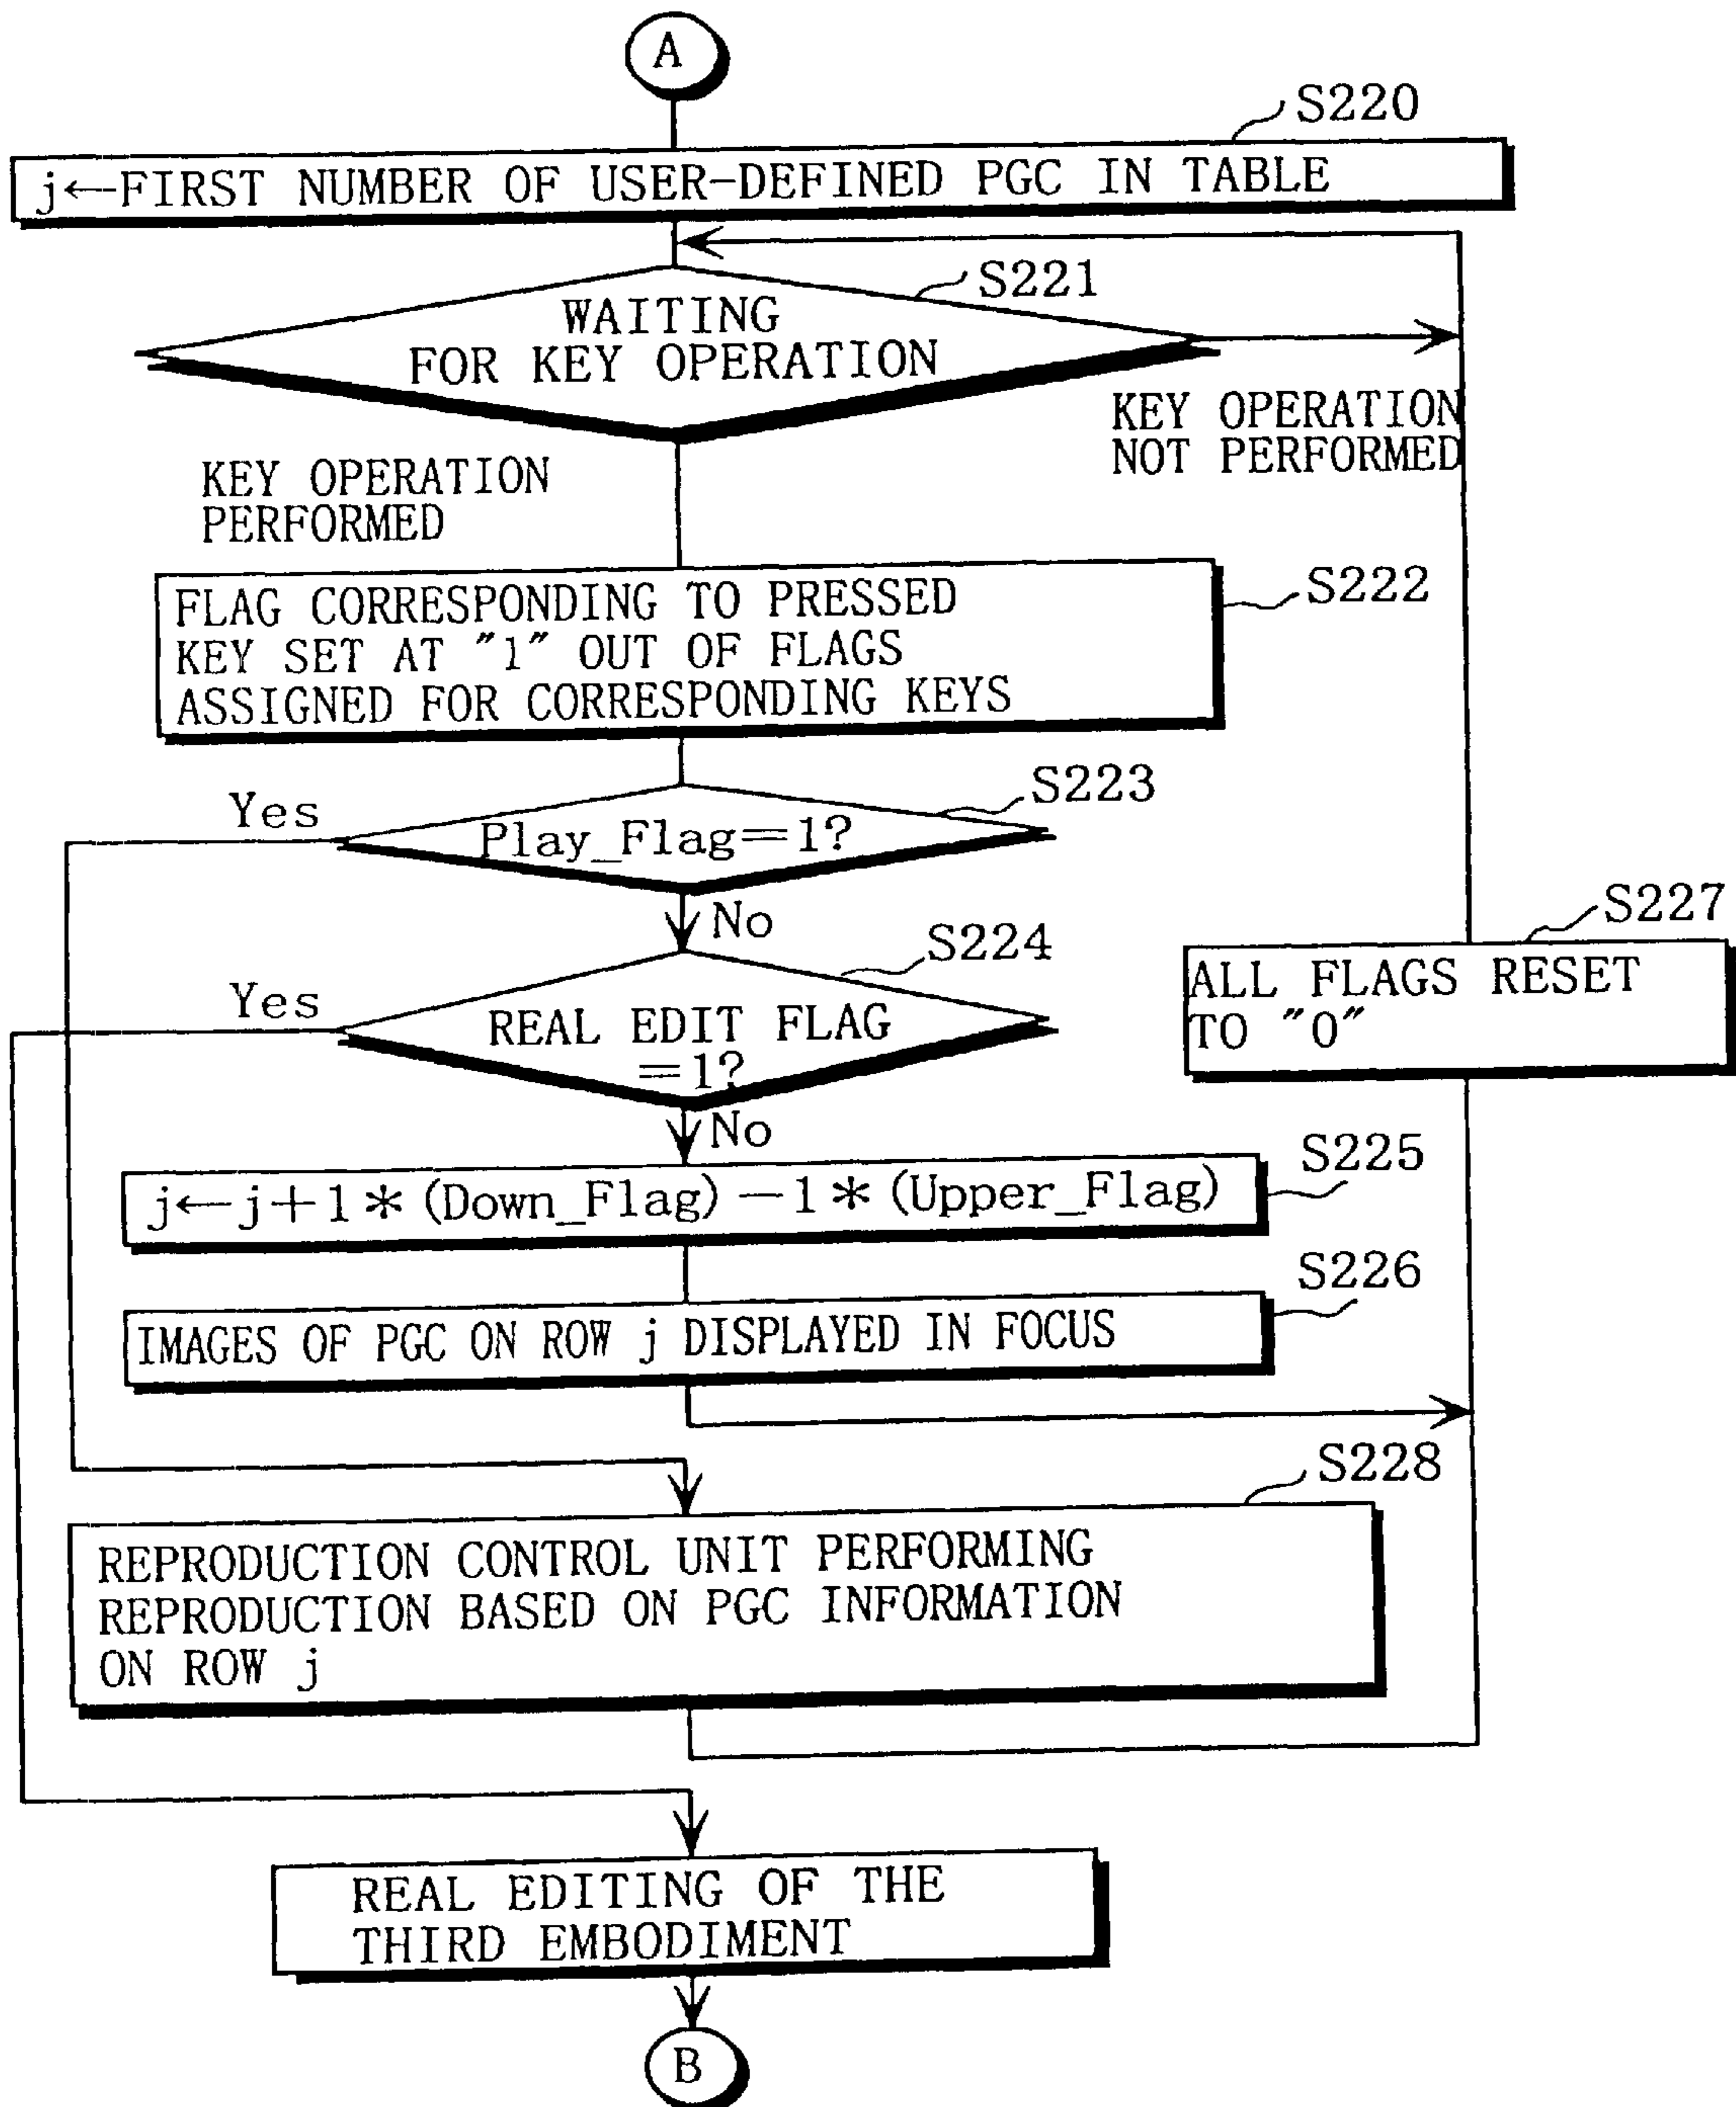 A
S220
j←FIRST NUMBER OF USER-DEFINED PGC IN TABLE
S221
WAITING
FOR KEY OPERATION
KEY OPERATION
NOT PERFORMED
KEY OPERATION
PERFORMED
S222
FLAG CORRESPONDING TO PRESSED
KEY SET AT "1" OUT OF FLAGS
ASSIGNED FOR CORRESPONDING KEYS
S223
Yes
Play_Flag=1?
No
S227
ALL FLAGS RESET
TO "0"
S224
Yes
REAL EDIT FLAG
=1?
No
S225
j←j+1*(Down_Flag)-1*(Upper_Flag)
S226
IMAGES OF PGC ON ROW j DISPLAYED IN FOCUS
S228
REPRODUCTION CONTROL UNIT PERFORMING
REPRODUCTION BASED ON PGC INFORMATION
ON ROW j
REAL EDITING OF THE
THIRD EMBODIMENT
B